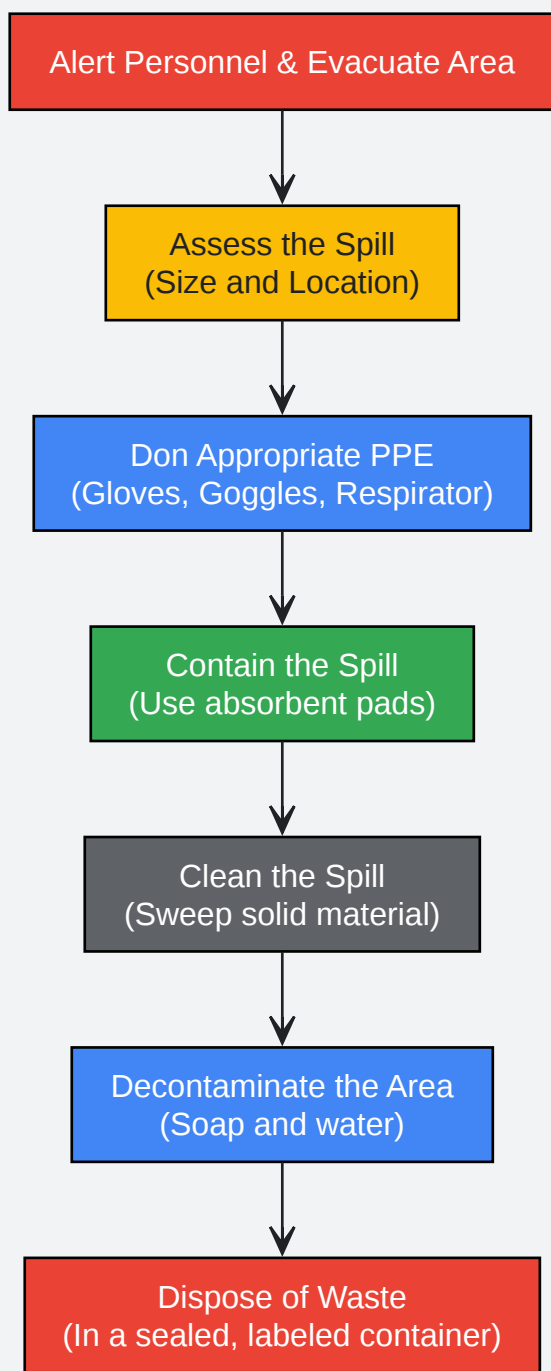 Alert Personnel & Evacuate Area
Assess the Spill
(Size and Location)
Don Appropriate PPE
(Gloves, Goggles, Respirator)
Contain the Spill
(Use absorbent pads)
Clean the Spill
(Sweep solid material)
Decontaminate the Area
(Soap and water)
Dispose of Waste
(In a sealed, labeled container)